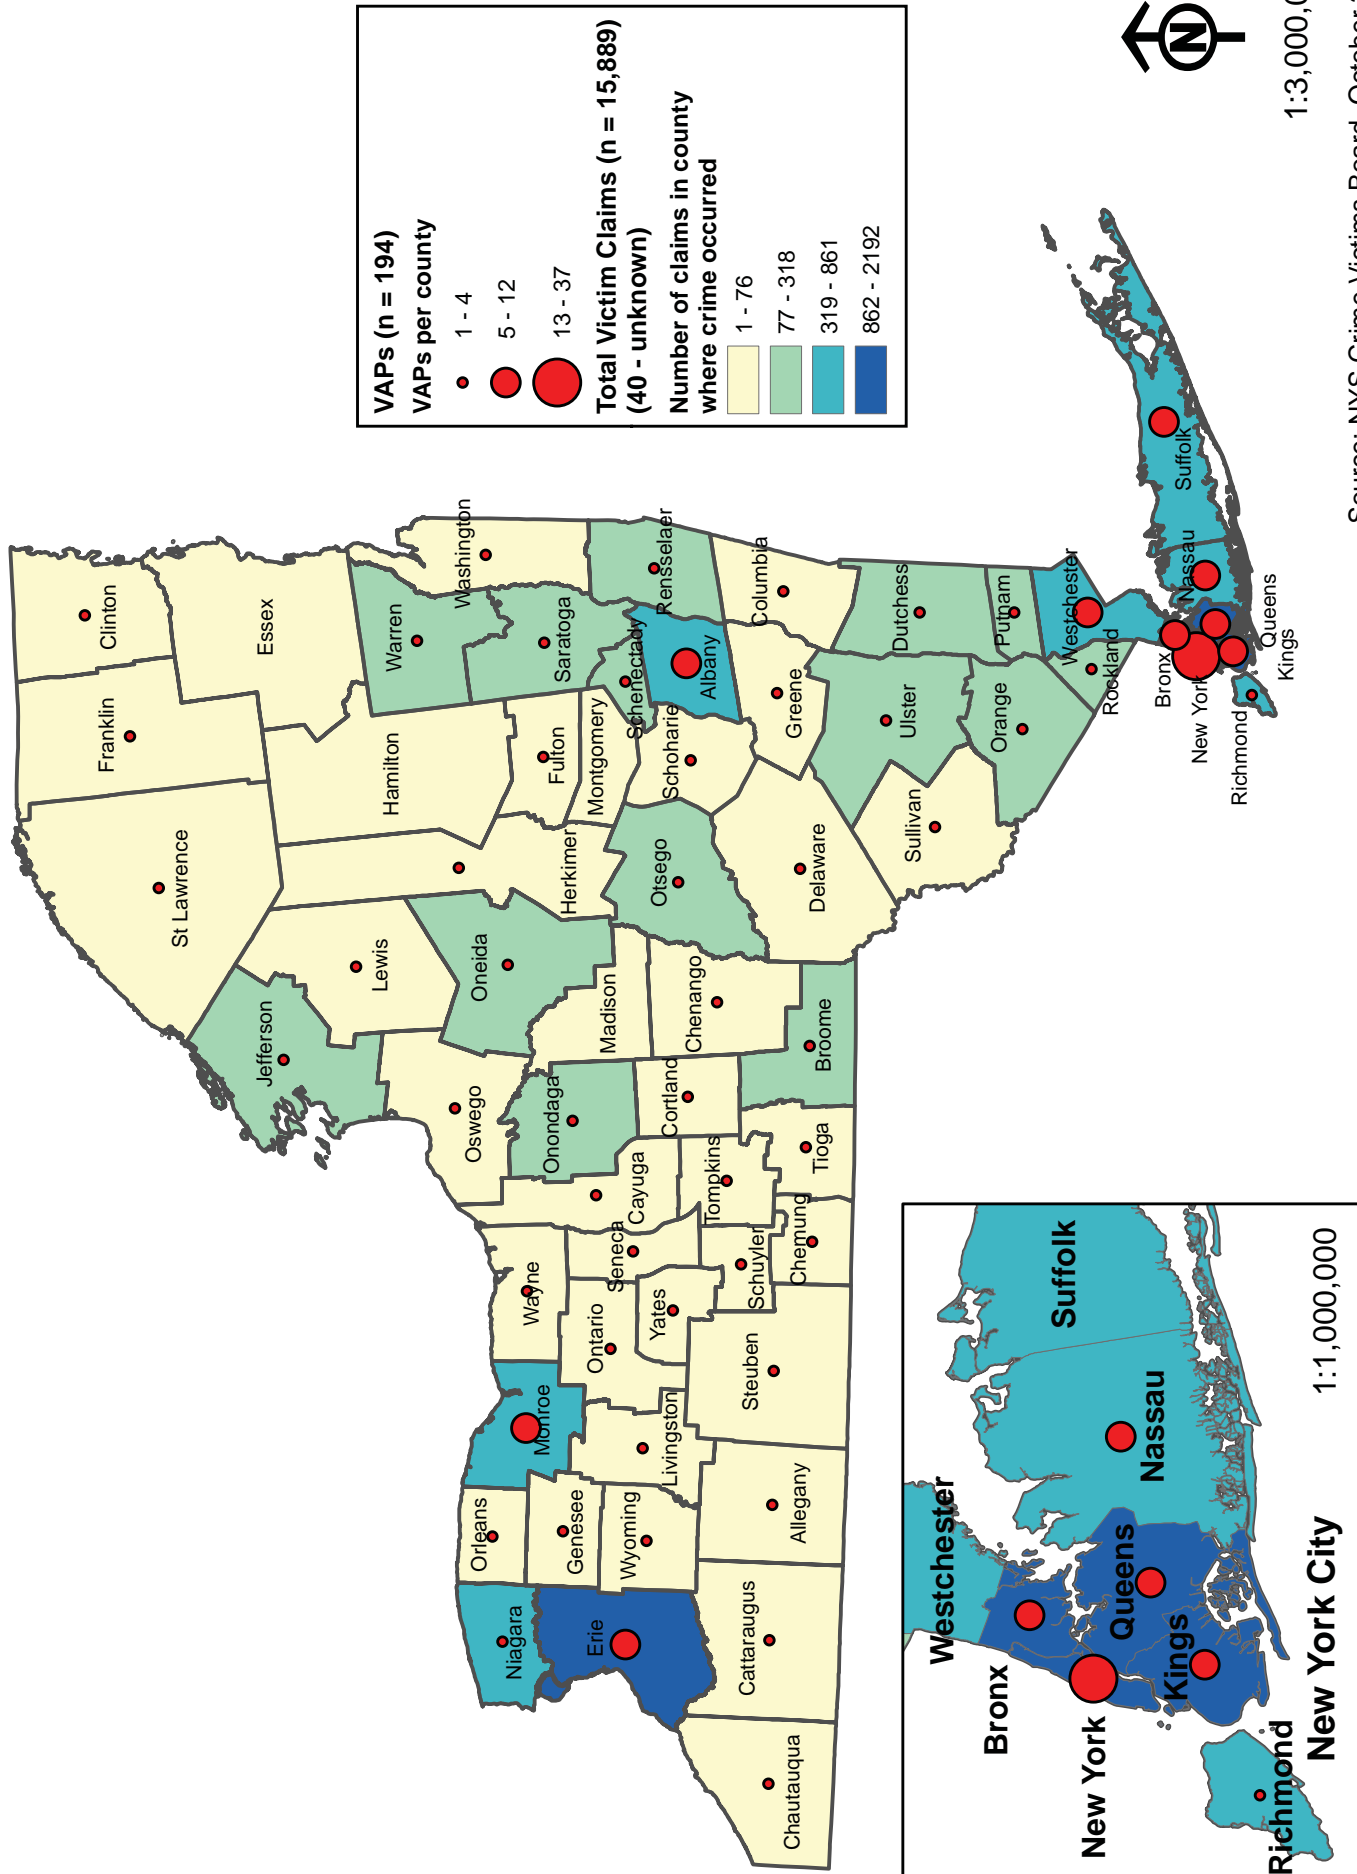 VAPs (n = 194)
VAPs per county
1 - 4
5 - 12
13 - 37
Total Victim Claims (n = 15,889)
(40 - unknown)
Number of claims in county
where crime occurred
1 - 76
77 - 318
319 - 861
862 - 2192
N
1:3,000,0
Clinton
Franklin
Essex
St Lawrence
Hamilton
Warren
Washington
Jefferson
Lewis
Herkimer
Fulton
Saratoga
Oswego
Oneida
Montgomery
Schenectady
Rensselaer
Albany
Schoharie
Otsego
Madison
Onondaga
Cayuga
Wayne
Monroe
Orleans
Niagara
Erie
Genesee
Wyoming
Livingston
Ontario
Seneca
Yates
Cortland
Chenango
Tompkins
Schuyler
Chemung
Tioga
Broome
Delaware
Greene
Columbia
Steuben
Allegany
Cattaraugus
Chautauqua
Sullivan
Ulster
Dutchess
Orange
Putnam
Rockland
Westchester
Bronx
New York
Richmond
Kings
Queens
Nassau
Suffolk
Westchester
Bronx
New York
Queens
Kings
Richmond
Nassau
Suffolk
New York City
1:1,000,000